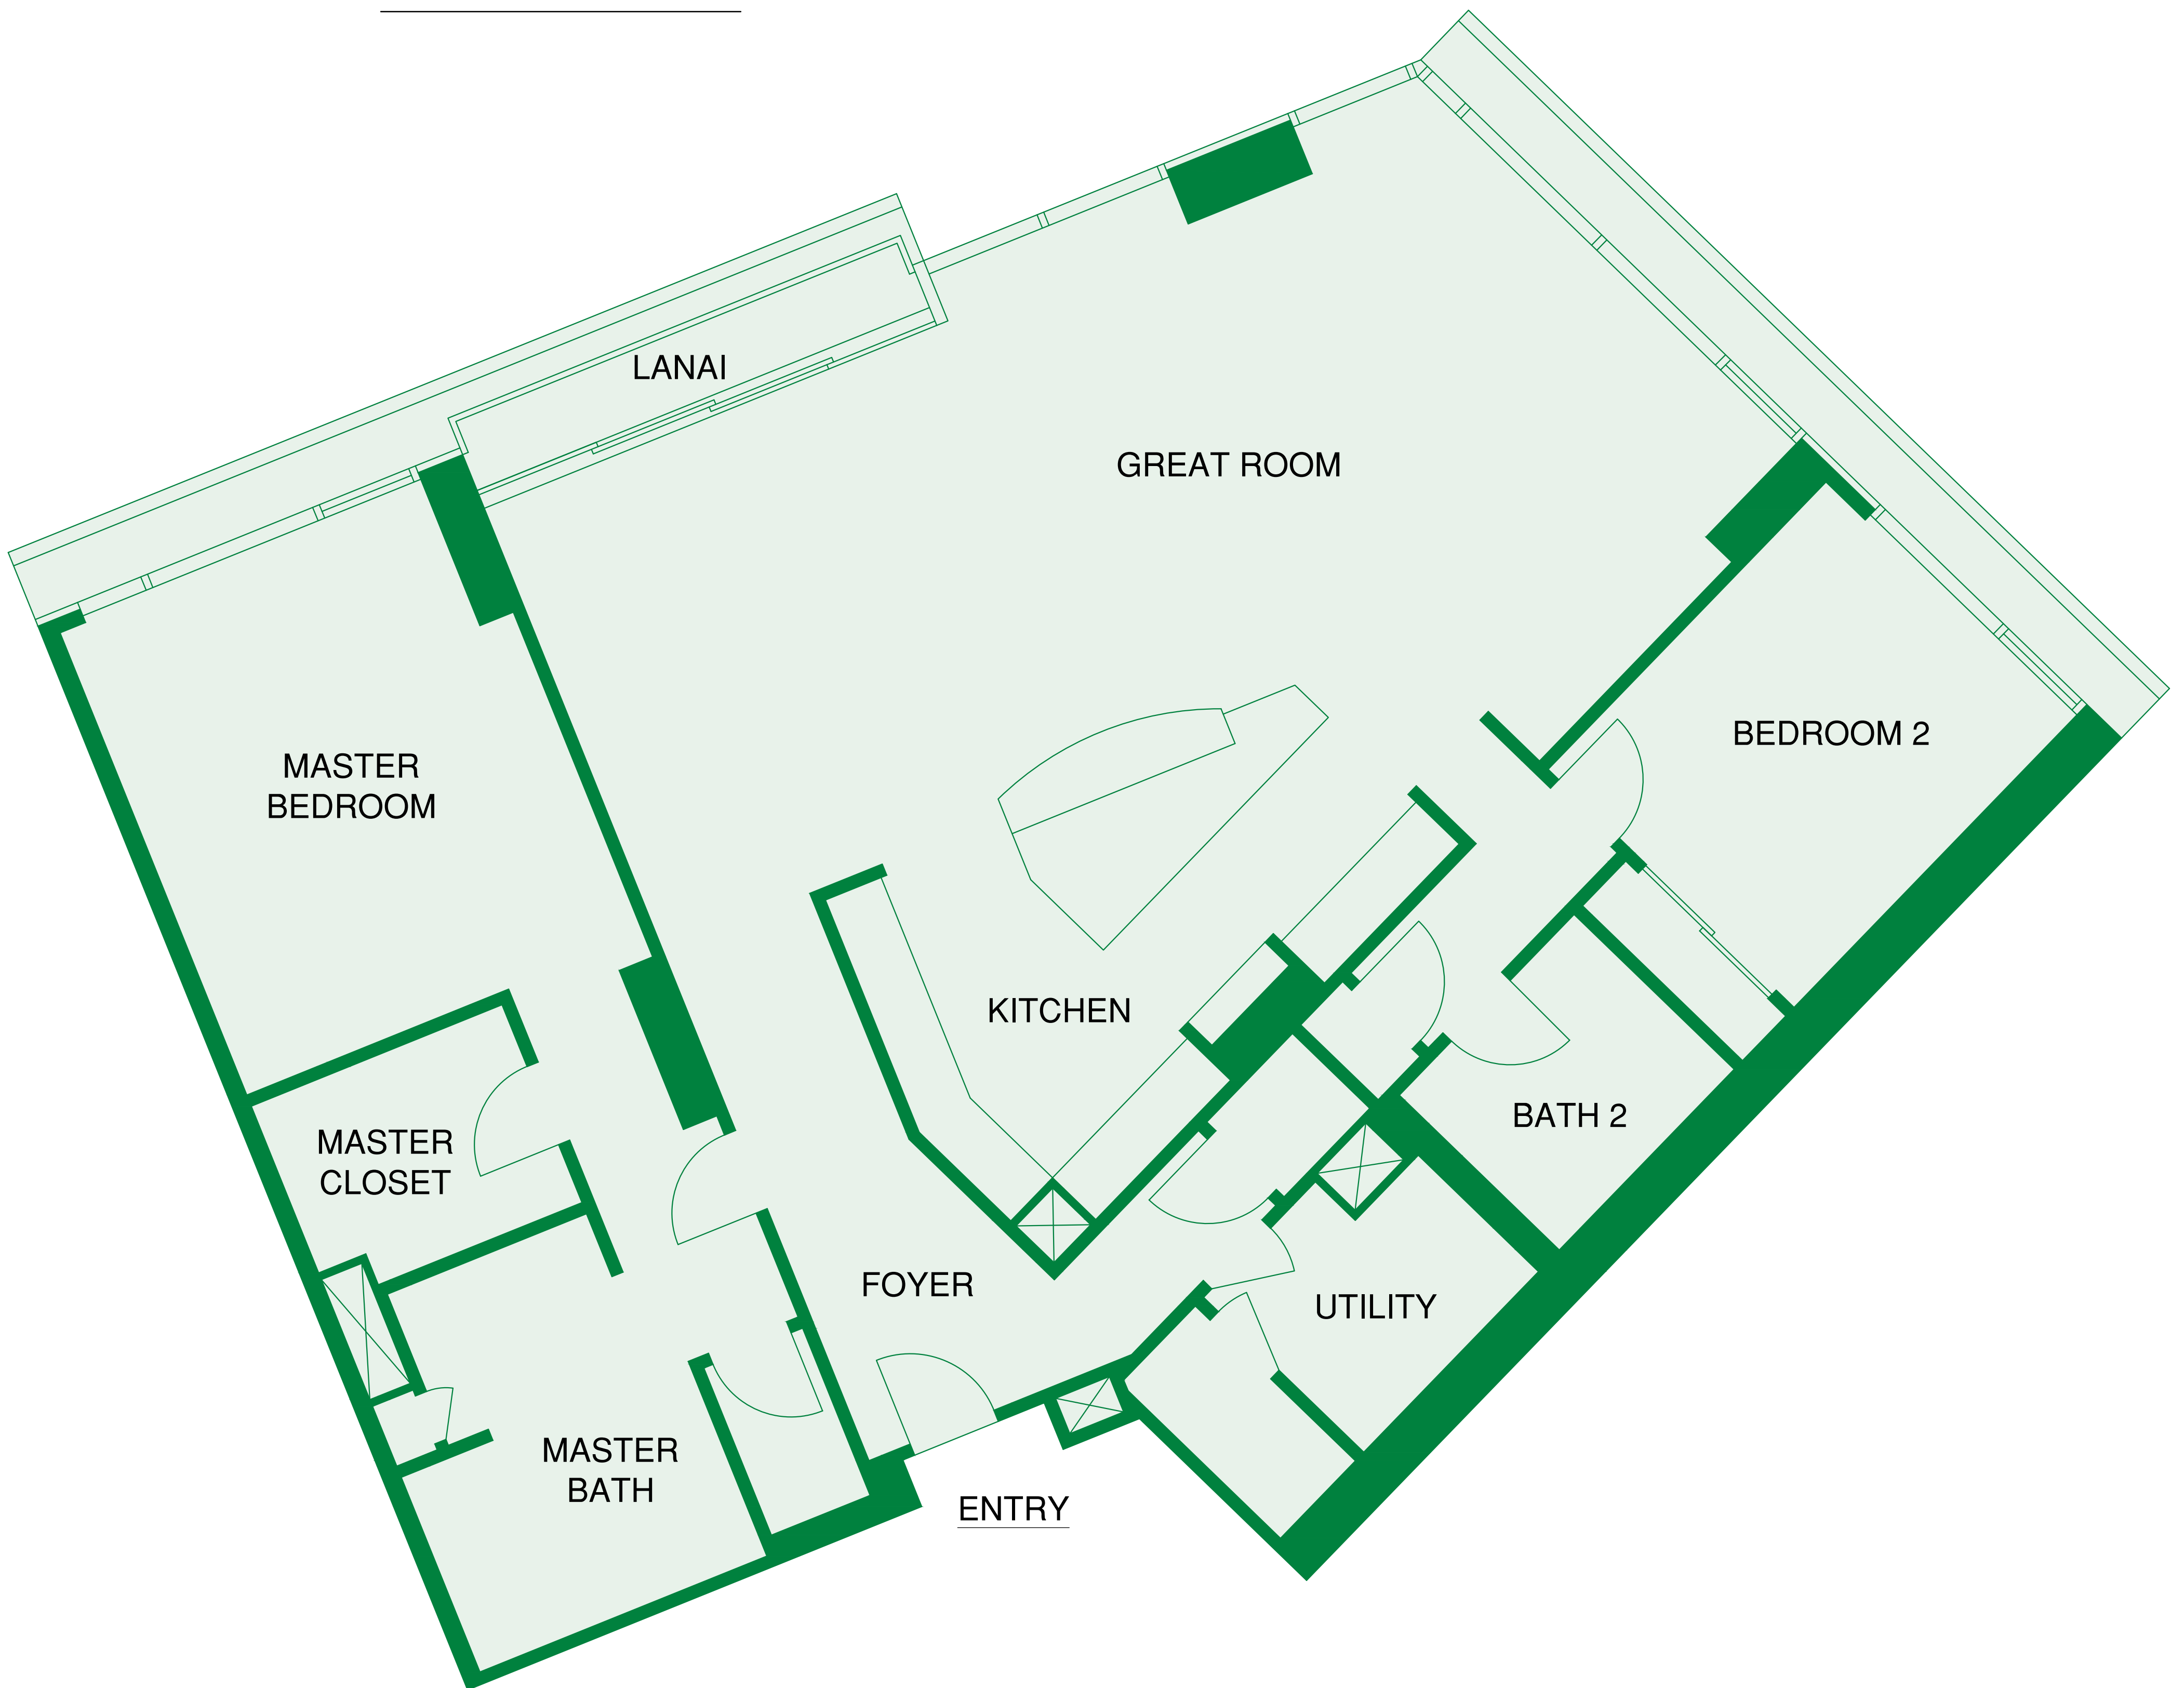 LANAI
GREAT ROOM
BEDROOM 2
MASTER
BEDROOM
KITCHEN
BATH 2
MASTER
CLOSET
FOYER
UTILITY
MASTER
BATH
ENTRY